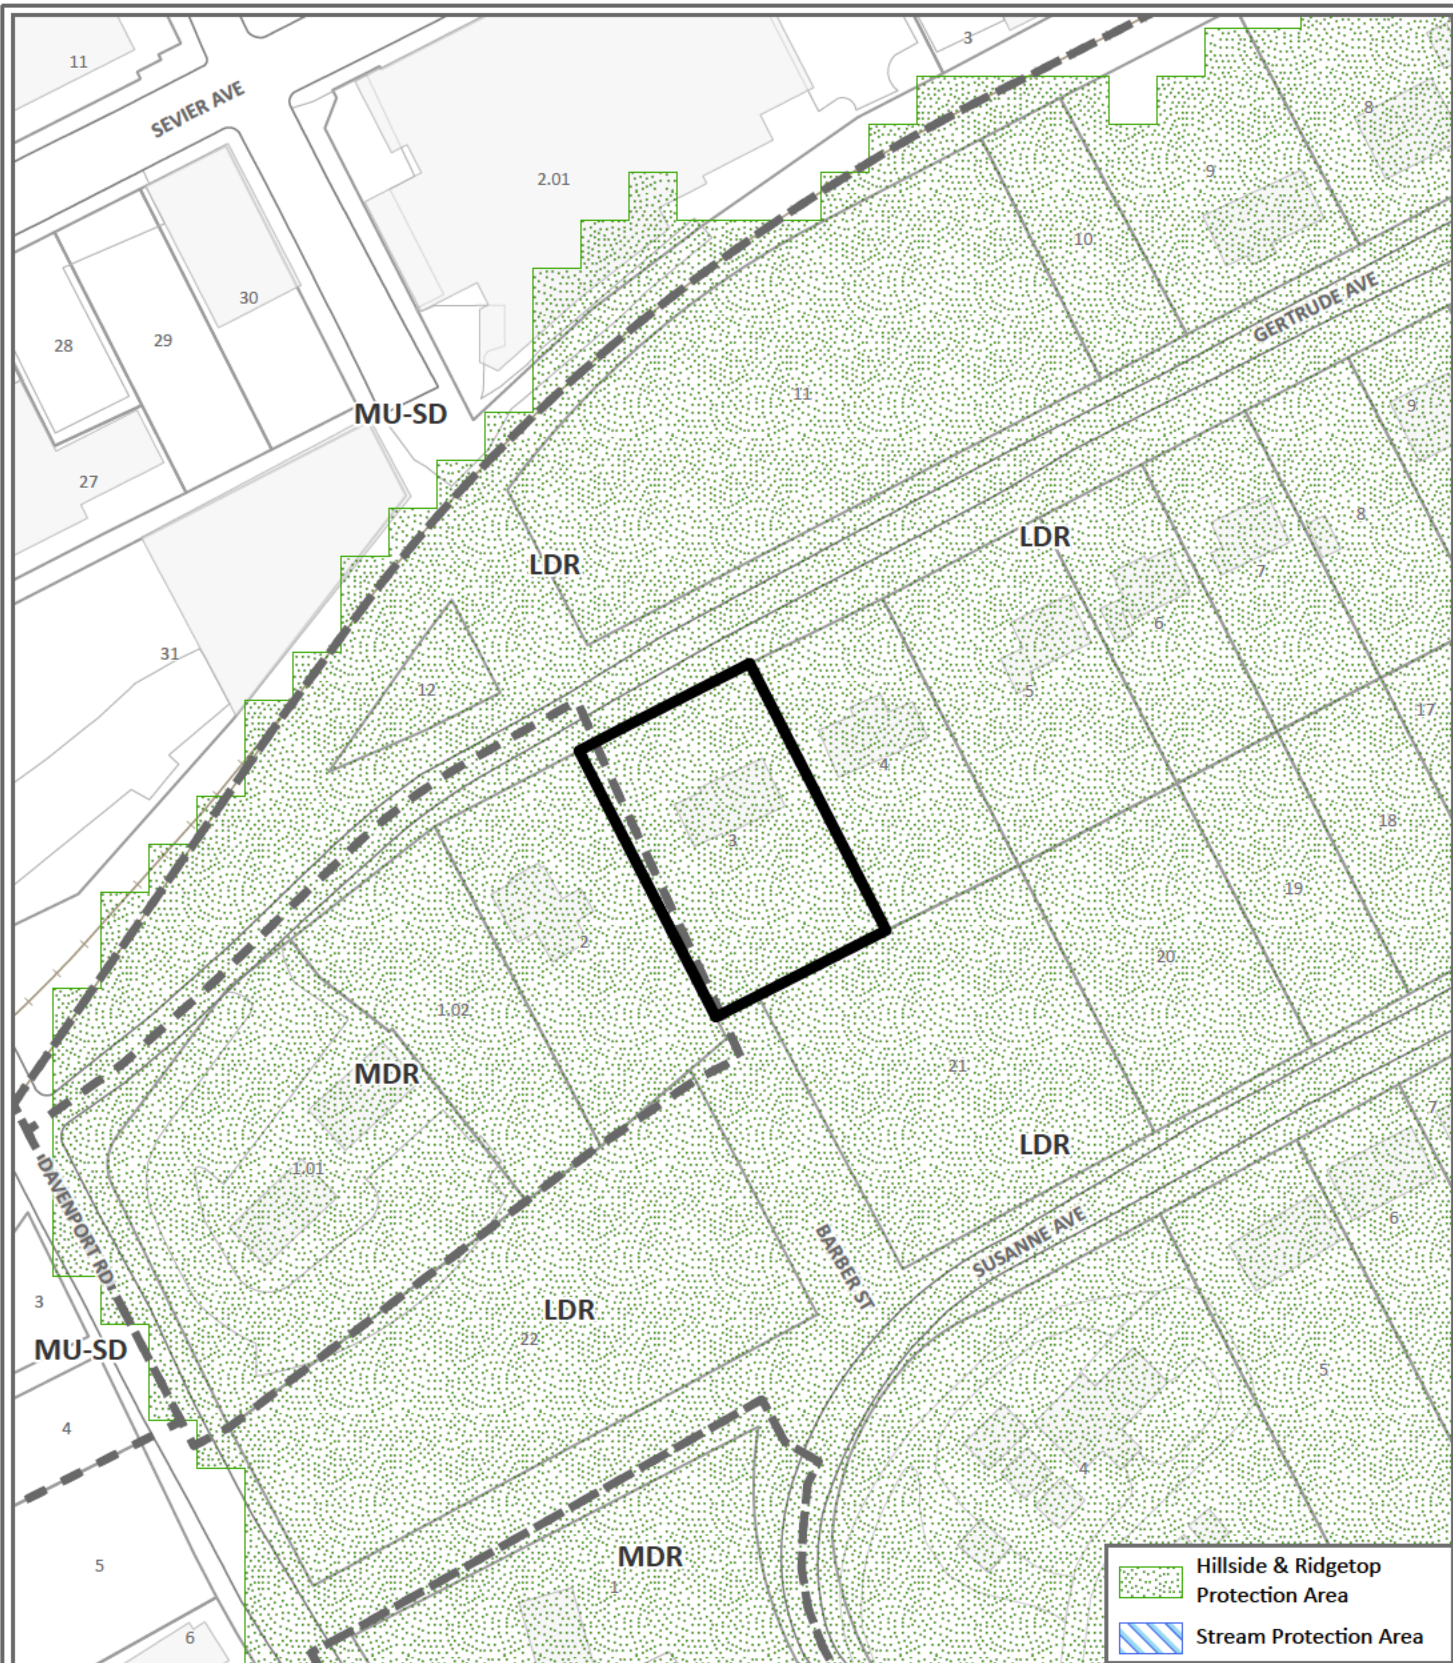 11
SEVIER AVE
3
2.01
8
9
10
30
29
28
GERTRUDE AVE
11
MU-SD
9
27
8
LDR
LDR
7
6
31
12
5
17
4
3
18
19
2
20
1.02
MDR
21
7
LDR
1.01
DAVENPORT RD
BARBER ST
SUSANNE AVE
6
3
LDR
22
MU-SD
5
4
4
5
MDR
1
6
Hillside & Ridgetop
Protection Area
Stream Protection Area